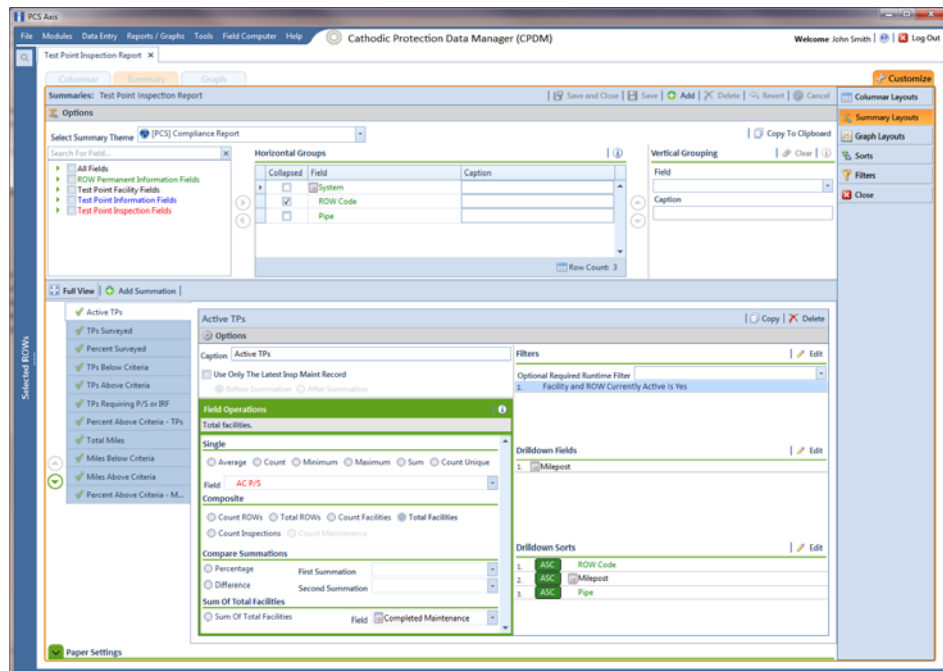 PCS Axis
File Modules Data Entry Reports / Graphs Tools Field Computer Help Cathodic Protection Data Manager (CPDM) Welcome John Smith Log Out
Test Point Inspection Report
Columnar Summary Graph
Customize
Summaries: Test Point Inspection Report Save and Close Save Add Delete Revert Cancel
Columnar Layouts
Summary Layouts
Graph Layouts
Sorts
Filters
Close
Options
Select Summary Theme [PCS] Compliance Report Copy To Clipboard
Search For Field...
All Fields
ROW Permanent Information Fields
Test Point Facility Fields
Test Point Information Fields
Test Point Inspection Fields
Horizontal Groups
Collapsed Field Caption
System
ROW Code
Pipe
Row Count: 3
Vertical Grouping Clear
Field
Caption
Full View Add Summation
Selected ROWs
Active TPs
TPs Surveyed
Percent Surveyed
TPs Below Criteria
TPs Above Criteria
TPs Requiring P/S or IRF
Percent Above Criteria - TPs
Total Miles
Miles Below Criteria
Miles Above Criteria
Percent Above Criteria - M...
Active TPs Copy Delete
Options
Caption Active TPs
Use Only The Latest Insp Maint Record
Before Summation After Summation
Field Operations
Total facilities.
Single
Average Count Minimum Maximum Sum Count Unique
Field AC P/S
Composite
Count ROWs Total ROWs Count Facilities Total Facilities
Count Inspections Count Maintenance
Compare Summations
Percentage First Summation
Difference Second Summation
Sum Of Total Facilities
Sum Of Total Facilities Field Completed Maintenance
Filters Edit
Optional Required Runtime Filter
1. Facility and ROW Currently Active Is Yes
Drilldown Fields Edit
1. Milepost
Drilldown Sorts Edit
1. ASC ROW Code
2. ASC Milepost
3. ASC Pipe
Paper Settings